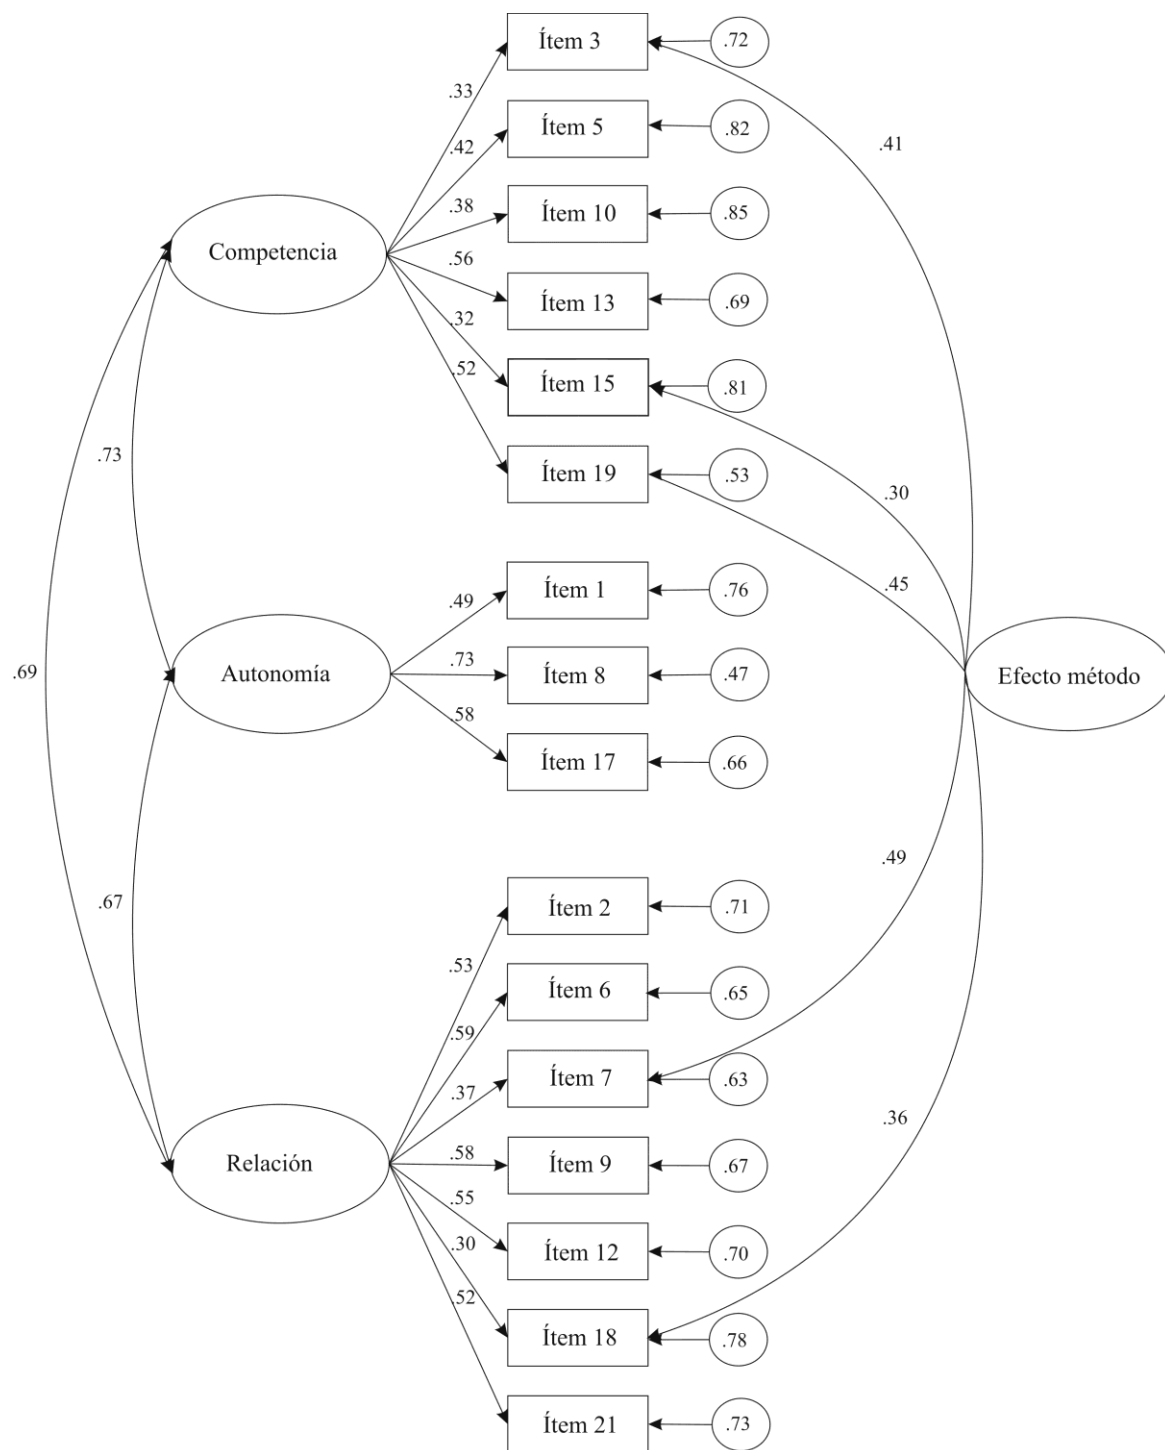 Ítem 3
.72
.33
.41
Ítem 5
.82
.42
Ítem 10
.85
.38
Competencia
.56
Ítem 13
.69
.32
Ítem 15
.81
.52
.73
Ítem 19
.53
.30
.45
Ítem 1
.76
.49
.69
Autonomía
.73
Ítem 8
.47
Efecto método
.58
Ítem 17
.66
.49
.67
Ítem 2
.71
.53
Ítem 6
.65
.59
Ítem 7
.63
.37
.36
Relación
.58
Ítem 9
.67
.55
Ítem 12
.70
.30
.52
Ítem 18
.78
Ítem 21
.73